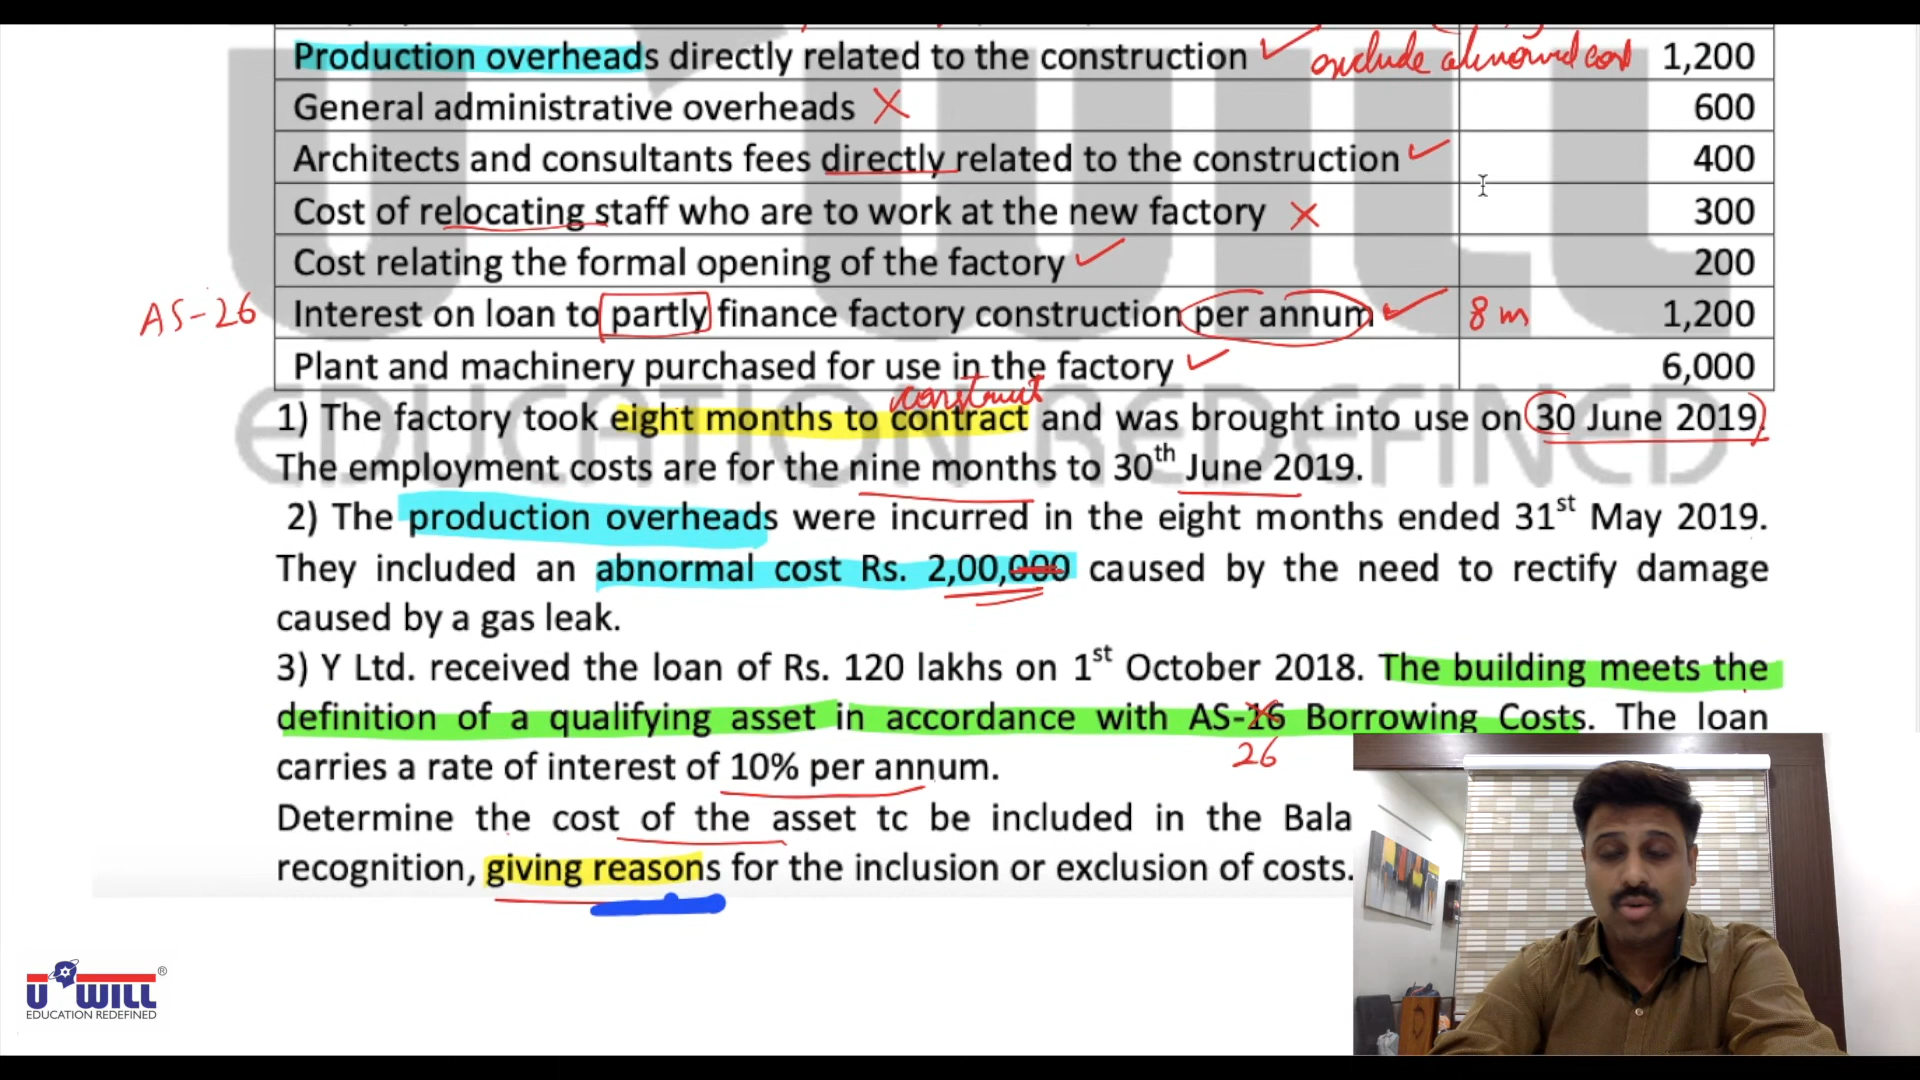 Production overheads directly related to the construction ✓ exclude abnormal cost 1,200
General administrative overheads X 600
Architects and consultants fees directly related to the construction ✓ 400
Cost of relocating staff who are to work at the new factory X 300
Cost relating the formal opening of the factory ✓ 200
AS-26 Interest on loan to partly finance factory construction per annum ✓ 8 m 1,200
Plant and machinery purchased for use in the factory ✓ 6,000
construct
1) The factory took eight months to contract and was brought into use on 30 June 2019.
The employment costs are for the nine months to 30th June 2019.
2) The production overheads were incurred in the eight months ended 31st May 2019.
They included an abnormal cost Rs. 2,00,000 caused by the need to rectify damage
caused by a gas leak.
3) Y Ltd. received the loan of Rs. 120 lakhs on 1st October 2018. The building meets the
definition of a qualifying asset in accordance with AS-16 Borrowing Costs. The loan
26
carries a rate of interest of 10% per annum.
Determine the cost of the asset tc be included in the Bala
recognition, giving reasons for the inclusion or exclusion of costs.
U WILL
EDUCATION REDEFINED
U WILL ®
EDUCATION REDEFINED